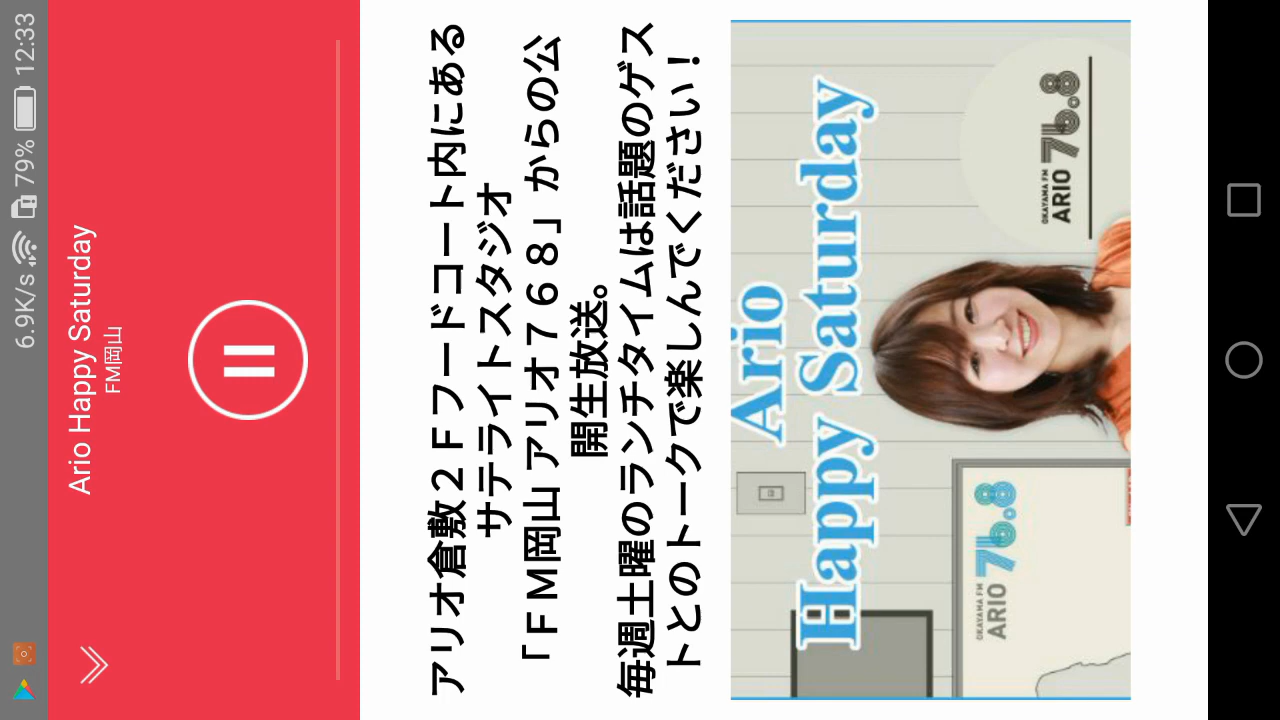 6.9K/s 79% 12:33
Ario Happy Saturday
FM岡山
アリオ倉敷２Ｆフードコート内にある
サテライトスタジオ
「ＦＭ岡山 アリオ７６８」からの公
開生放送。
毎週土曜のランチタイムは話題のゲス
トとのトークで楽しんでください！
Ario
Happy Saturday
OKAYAMA FM
ARIO 76.8
OKAYAMA FM
ARIO 76.8